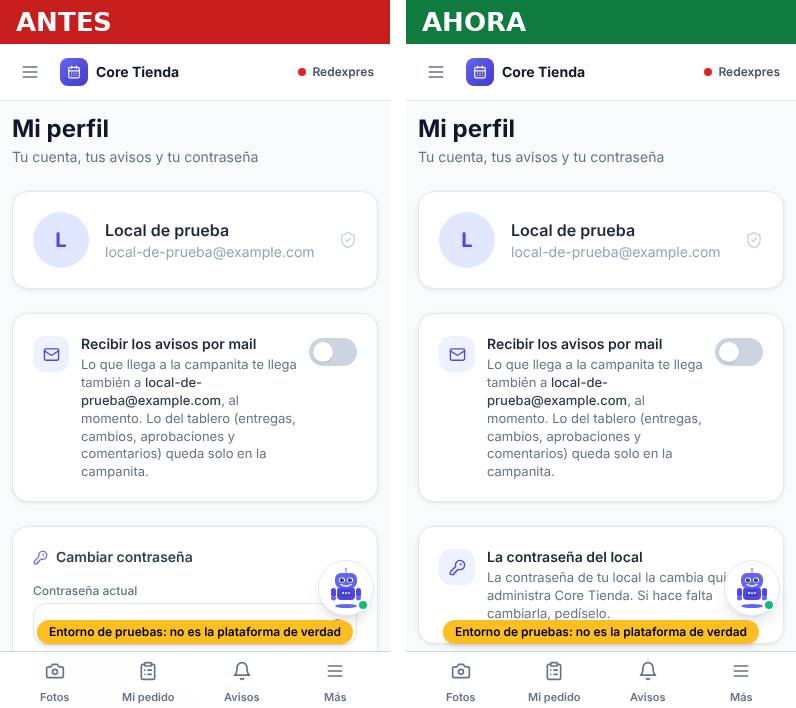 ANTES
Core Tienda
Redexpres
Mi perfil
Tu cuenta, tus avisos y tu contraseña
L
Local de prueba
local-de-prueba@example.com
Recibir los avisos por mail
Lo que llega a la campanita te llega
también a local-de-
prueba@example.com, al
momento. Lo del tablero (entregas,
cambios, aprobaciones y
comentarios) queda solo en la
campanita.
Cambiar contraseña
Contraseña actual
Entorno de pruebas: no es la plataforma de verdad
Fotos
Mi pedido
Avisos
Más
AHORA
Core Tienda
Redexpres
Mi perfil
Tu cuenta, tus avisos y tu contraseña
L
Local de prueba
local-de-prueba@example.com
Recibir los avisos por mail
Lo que llega a la campanita te llega
también a local-de-
prueba@example.com, al
momento. Lo del tablero (entregas,
cambios, aprobaciones y
comentarios) queda solo en la
campanita.
La contraseña del local
La contraseña de tu local la cambia
administra Core Tienda. Si hace falta
cambiarla, pedíselo.
Entorno de pruebas: no es la plataforma de verdad
Fotos
Mi pedido
Avisos
Más